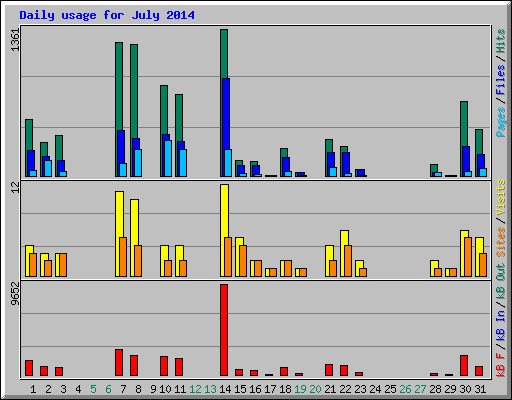 Daily usage for July 2014
1361
Pages/Files/Hits
12
Sites/Visits
9652
kB F/kB In/kB Out
1 2 3 4 5 6 7 8 9 10 11 12 13 14 15 16 17 18 19 20 21 22 23 24 25 26 27 28 29 30 31